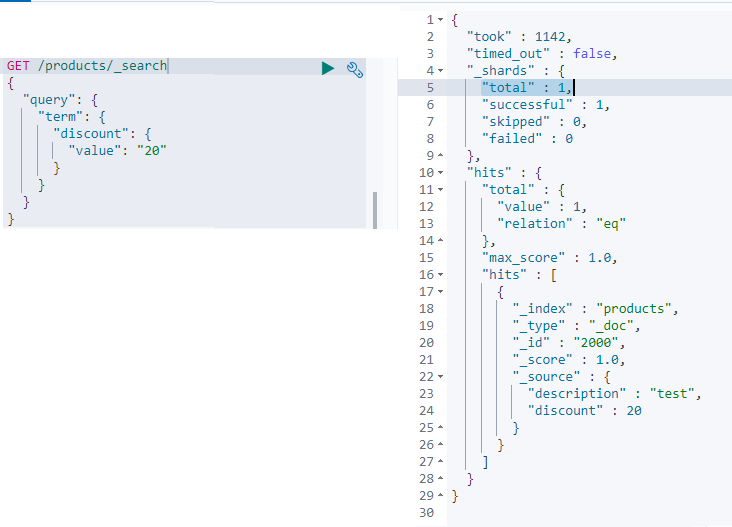 GET /products/_search
{
  "query": {
    "term": {
      "discount": {
        "value": "20"
      }
    }
  }
}
1 {
2   "took" : 1142,
3   "timed_out" : false,
4   "_shards" : {
5     "total" : 1,
6     "successful" : 1,
7     "skipped" : 0,
8     "failed" : 0
9   },
10   "hits" : {
11     "total" : {
12       "value" : 1,
13       "relation" : "eq"
14     },
15     "max_score" : 1.0,
16     "hits" : [
17       {
18         "_index" : "products",
19         "_type" : "_doc",
20         "_id" : "2000",
21         "_score" : 1.0,
22         "_source" : {
23           "description" : "test",
24           "discount" : 20
25         }
26       }
27     ]
28   }
29 }
30